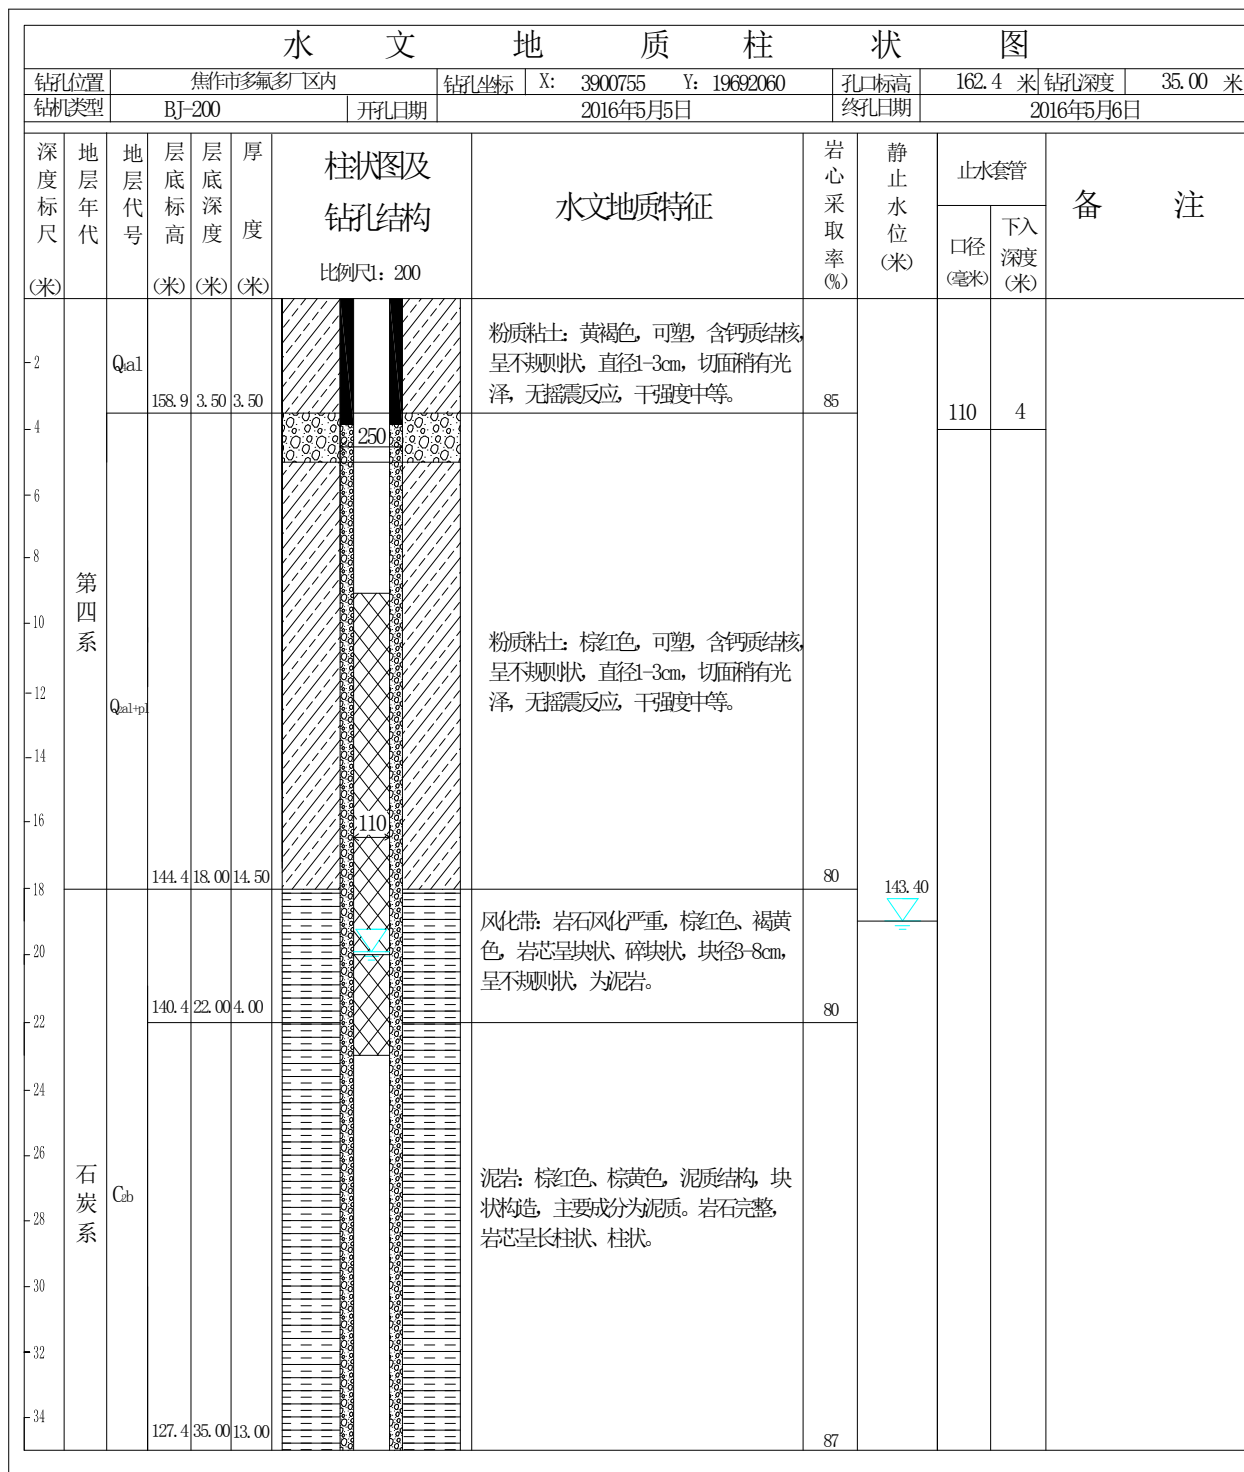 水 文 地 质 柱 状 图
钻孔位置 焦作市多氟多厂区内 钻孔坐标 X: 3900755 Y: 19692060 孔口标高 162.4 米 钻孔深度 35.00 米
钻机类型 BJ-200 开孔日期 2016年5月5日 终孔日期 2016年5月6日
深度标尺(米)
地层年代
地层代号
层底标高(米)
层底深度(米)
厚度(米)
柱状图及
钻孔结构
比例尺1: 200
水文地质特征
岩心采取率(%)
静止水位(米)
止水套管
口径(毫米)
下入深度(米)
备 注
粉质粘土: 黄褐色, 可塑, 含钙质结核,
呈不规则状, 直径1-3cm, 切面稍有光
泽, 无摇震反应, 干强度中等。
2
Q4al
158.9 3.50 3.50
85
110 4
4
250
6
8
第四系
10
粉质粘土: 棕红色, 可塑, 含钙质结核,
呈不规则状, 直径1-3cm, 切面稍有光
泽, 无摇震反应, 干强度中等。
12
Q2al+pl
14
16
110
144.4 18.00 14.50
80
18
143.40
风化带: 岩石风化严重, 棕红色、褐黄
色, 岩芯呈块状、碎块状, 块径3-8cm,
呈不规则状, 为泥岩。
20
140.4 22.00 4.00
80
22
24
26
石炭系
C2b
泥岩: 棕红色、棕黄色, 泥质结构, 块
状构造, 主要成分为泥质。岩石完整,
岩芯呈长柱状、柱状。
28
30
32
34
127.4 35.00 13.00
87